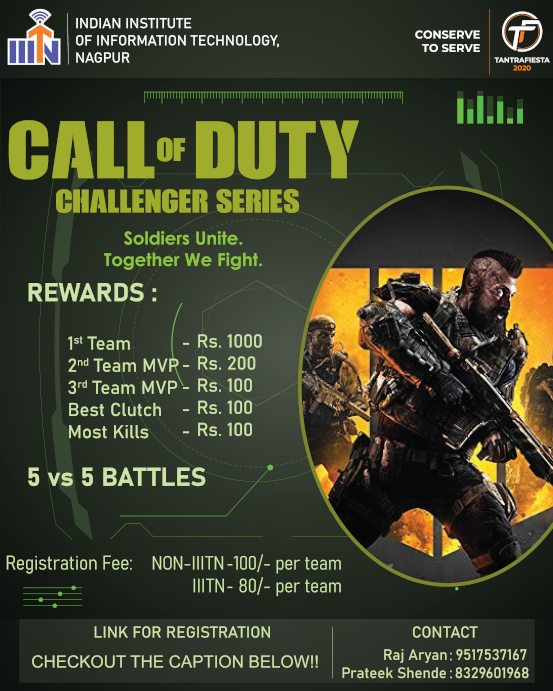 IIITN
INDIAN INSTITUTE
OF INFORMATION TECHNOLOGY,
NAGPUR
CONSERVE
TO SERVE
TF
TANTRAFIESTA
2020
CALL OF DUTY
CHALLENGER SERIES
Soldiers Unite.
Together We Fight.
REWARDS :
1st Team - Rs. 1000
2nd Team MVP - Rs. 200
3rd Team MVP - Rs. 100
Best Clutch - Rs. 100
Most Kills - Rs. 100
5 vs 5 BATTLES
Registration Fee: NON-IIITN -100/- per team
IIITN- 80/- per team
LINK FOR REGISTRATION
CHECKOUT THE CAPTION BELOW!!
CONTACT
Raj Aryan: 9517537167
Prateek Shende: 8329601968